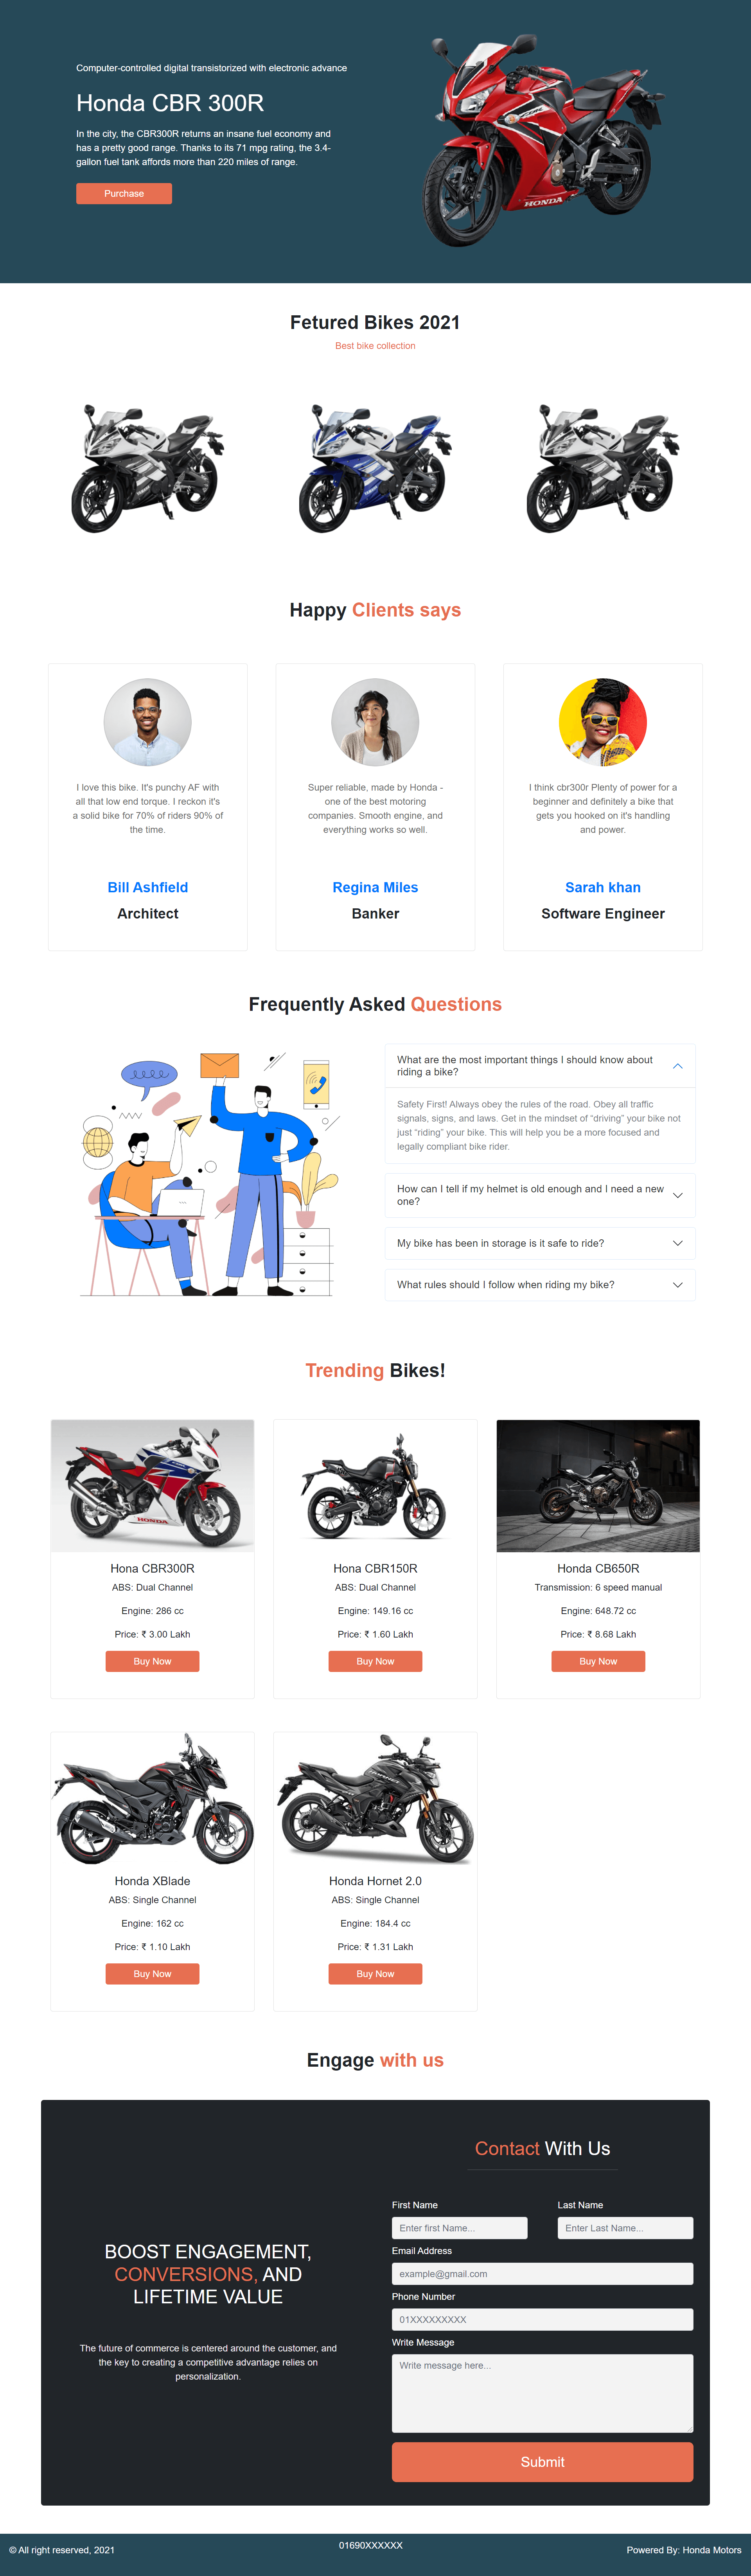 Computer-controlled digital transistorized with electronic advance
Honda CBR 300R
In the city, the CBR300R returns an insane fuel economy and
has a pretty good range. Thanks to its 71 mpg rating, the 3.4-
gallon fuel tank affords more than 220 miles of range.
Purchase
HONDA
Fetured Bikes 2021
Best bike collection
Happy Clients says
I love this bike. It's punchy AF with
all that low end torque. I reckon it's
a solid bike for 70% of riders 90% of
the time.
Bill Ashfield
Architect
Super reliable, made by Honda -
one of the best motoring
companies. Smooth engine, and
everything works so well.
Regina Miles
Banker
I think cbr300r Plenty of power for a
beginner and definitely a bike that
gets you hooked on it's handling
and power.
Sarah khan
Software Engineer
Frequently Asked Questions
What are the most important things I should know about
riding a bike?
Safety First! Always obey the rules of the road. Obey all traffic
signals, signs, and laws. Get in the mindset of “driving” your bike not
just “riding” your bike. This will help you be a more focused and
legally compliant bike rider.
How can I tell if my helmet is old enough and I need a new
one?
My bike has been in storage is it safe to ride?
What rules should I follow when riding my bike?
Trending Bikes!
HONDA
Hona CBR300R
ABS: Dual Channel
Engine: 286 cc
Price: ₹ 3.00 Lakh
Buy Now
Hona CBR150R
ABS: Dual Channel
Engine: 149.16 cc
Price: ₹ 1.60 Lakh
Buy Now
Honda CB650R
Transmission: 6 speed manual
Engine: 648.72 cc
Price: ₹ 8.68 Lakh
Buy Now
Honda XBlade
ABS: Single Channel
Engine: 162 cc
Price: ₹ 1.10 Lakh
Buy Now
Honda Hornet 2.0
ABS: Single Channel
Engine: 184.4 cc
Price: ₹ 1.31 Lakh
Buy Now
Engage with us
BOOST ENGAGEMENT,
CONVERSIONS, AND
LIFETIME VALUE
The future of commerce is centered around the customer, and
the key to creating a competitive advantage relies on
personalization.
Contact With Us
First Name
Last Name
Enter first Name...
Enter Last Name...
Email Address
example@gmail.com
Phone Number
01XXXXXXXXX
Write Message
Write message here...
Submit
© All right reserved, 2021
01690XXXXXX
Powered By: Honda Motors